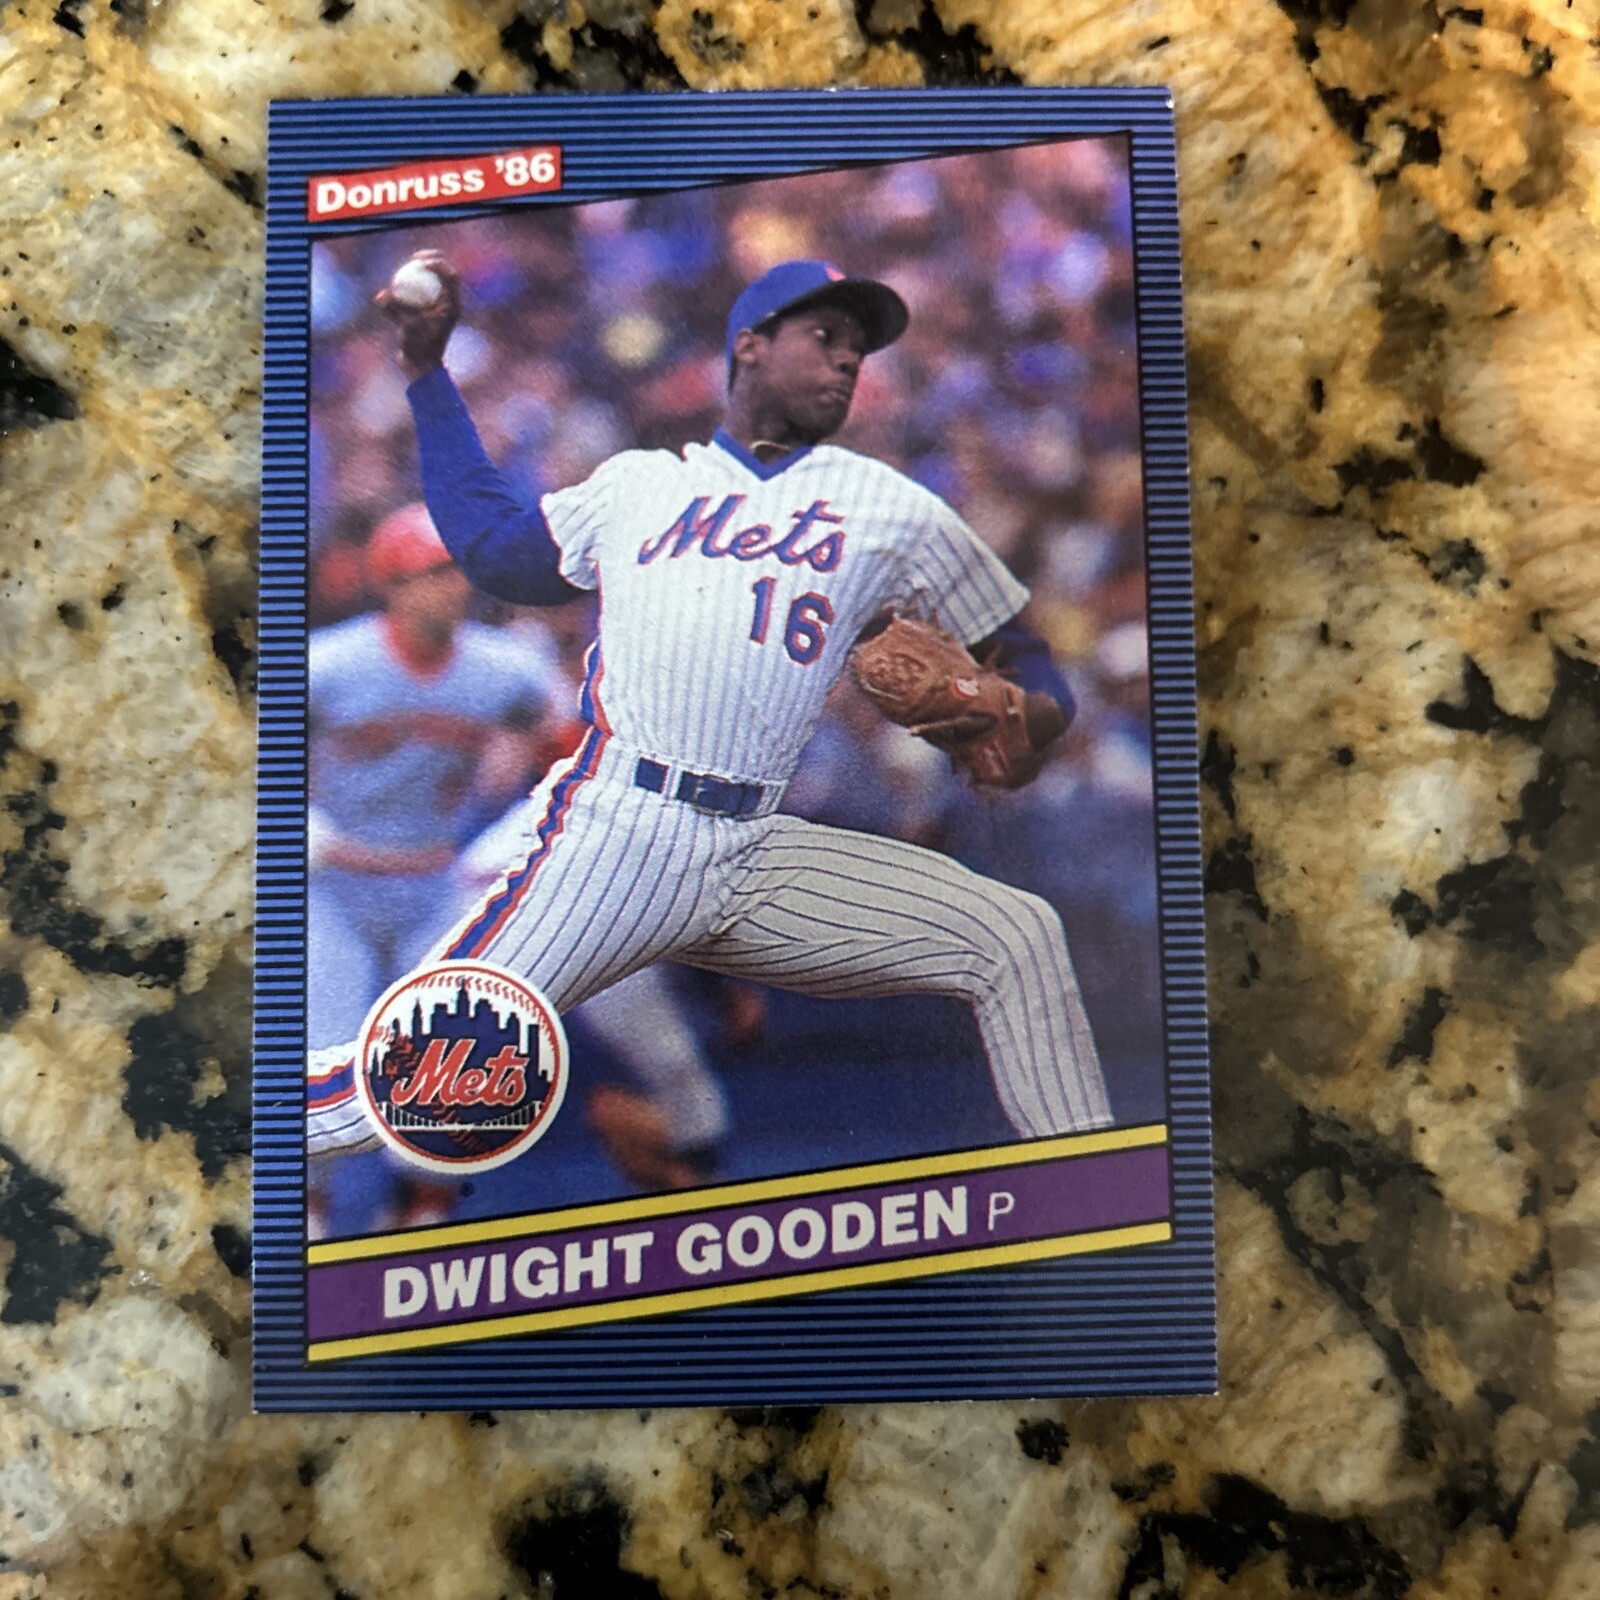 Donruss '86
Mets
16
Mets
DWIGHT GOODEN P